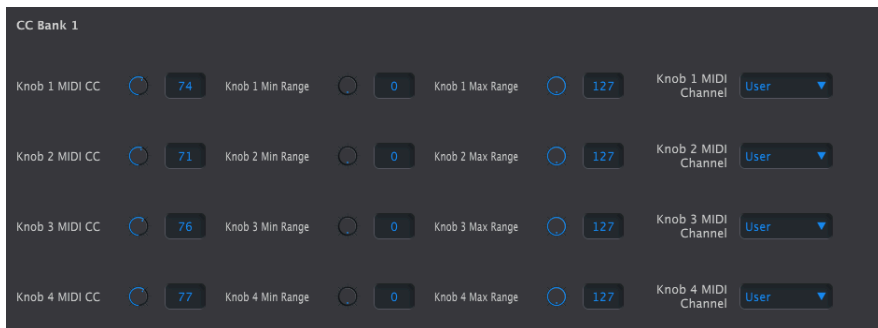 CC Bank 1
Knob 1 MIDI CC 74 Knob 1 Min Range 0 Knob 1 Max Range 127 Knob 1 MIDI Channel User
Knob 2 MIDI CC 71 Knob 2 Min Range 0 Knob 2 Max Range 127 Knob 2 MIDI Channel User
Knob 3 MIDI CC 76 Knob 3 Min Range 0 Knob 3 Max Range 127 Knob 3 MIDI Channel User
Knob 4 MIDI CC 77 Knob 4 Min Range 0 Knob 4 Max Range 127 Knob 4 MIDI Channel User